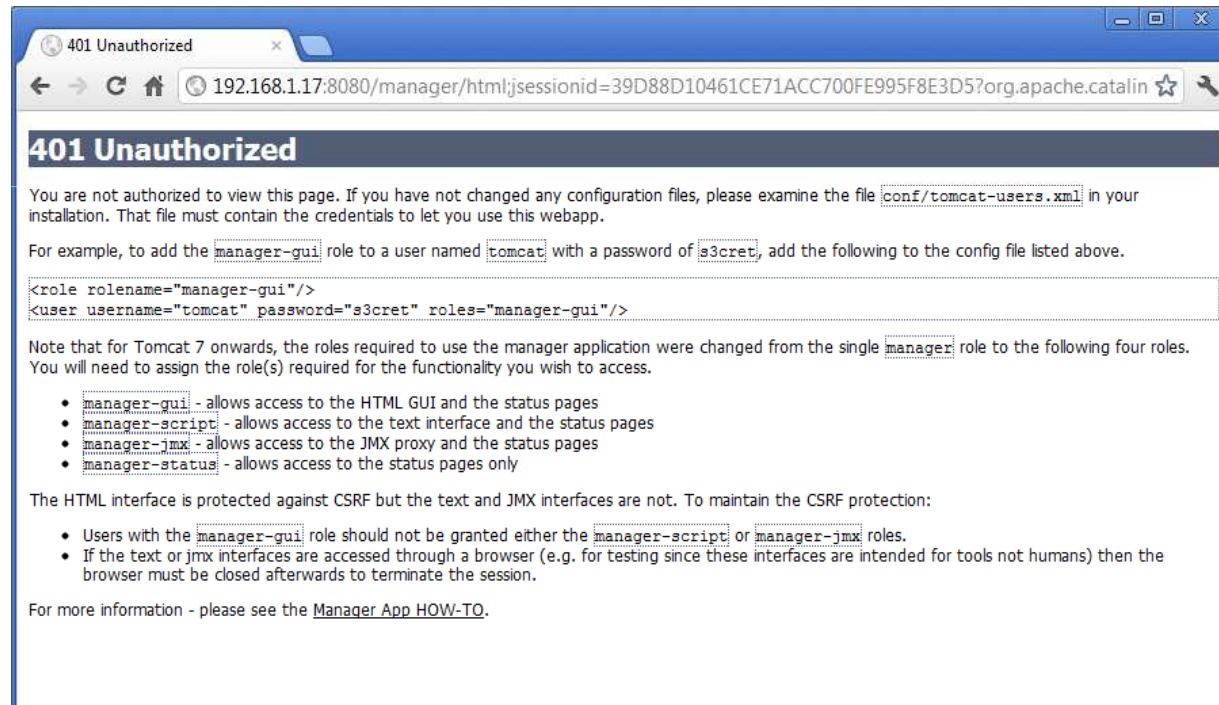 401 Unauthorized
192.168.1.17:8080/manager/html;jsessionid=39D88D10461CE71ACC700FE995F8E3D5?org.apache.catalin
401 Unauthorized
You are not authorized to view this page. If you have not changed any configuration files, please examine the file conf/tomcat-users.xml in your
installation. That file must contain the credentials to let you use this webapp.
For example, to add the manager-gui role to a user named tomcat with a password of s3cret, add the following to the config file listed above.
<role rolename="manager-gui"/>
<user username="tomcat" password="s3cret" roles="manager-gui"/>
Note that for Tomcat 7 onwards, the roles required to use the manager application were changed from the single manager role to the following four roles.
You will need to assign the role(s) required for the functionality you wish to access.
• manager-gui - allows access to the HTML GUI and the status pages
• manager-script - allows access to the text interface and the status pages
• manager-jmx - allows access to the JMX proxy and the status pages
• manager-status - allows access to the status pages only
The HTML interface is protected against CSRF but the text and JMX interfaces are not. To maintain the CSRF protection:
• Users with the manager-gui role should not be granted either the manager-script or manager-jmx roles.
• If the text or jmx interfaces are accessed through a browser (e.g. for testing since these interfaces are intended for tools not humans) then the
browser must be closed afterwards to terminate the session.
For more information - please see the Manager App HOW-TO.